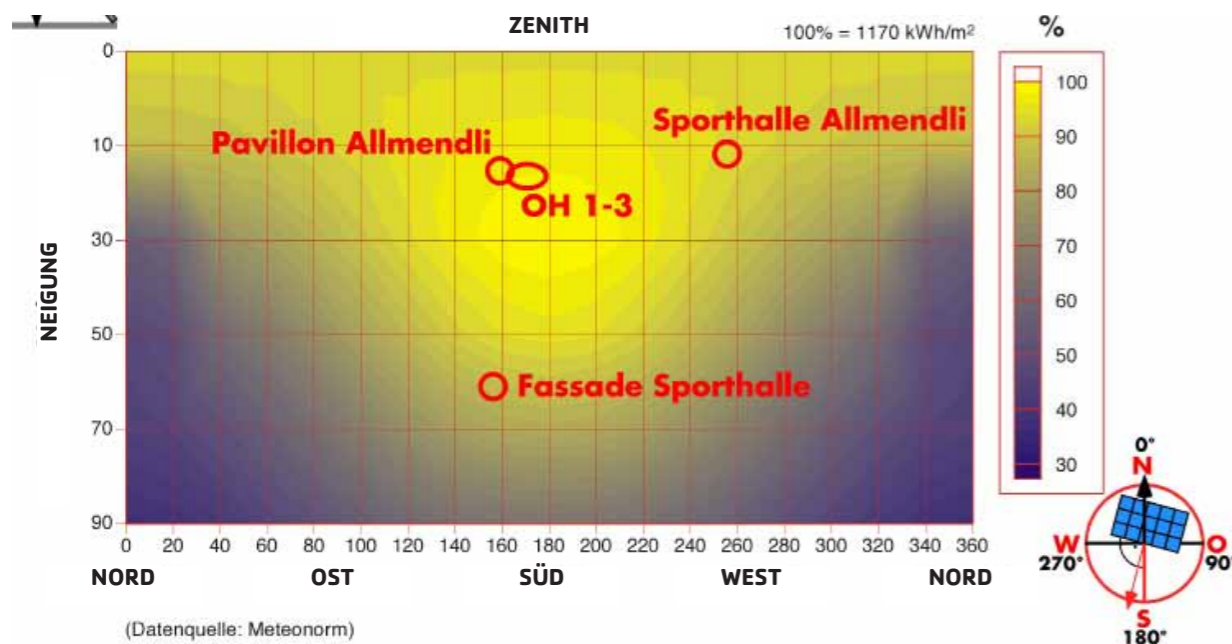 ZENITH
100% = 1170 kWh/m²
%
NEIGUNG
0
10
30
50
70
90
Pavillon Allmendli
Sporthalle Allmendli
OH 1-3
Fassade Sporthalle
0 20 40 60 80 100 120 140 160 180 200 220 240 260 280 300 320 340 360
NORD OST SÜD WEST NORD
(Datenquelle: Meteonorm)
100
90
80
70
60
50
40
30
0°
N
W O
270° 90°
S
180°